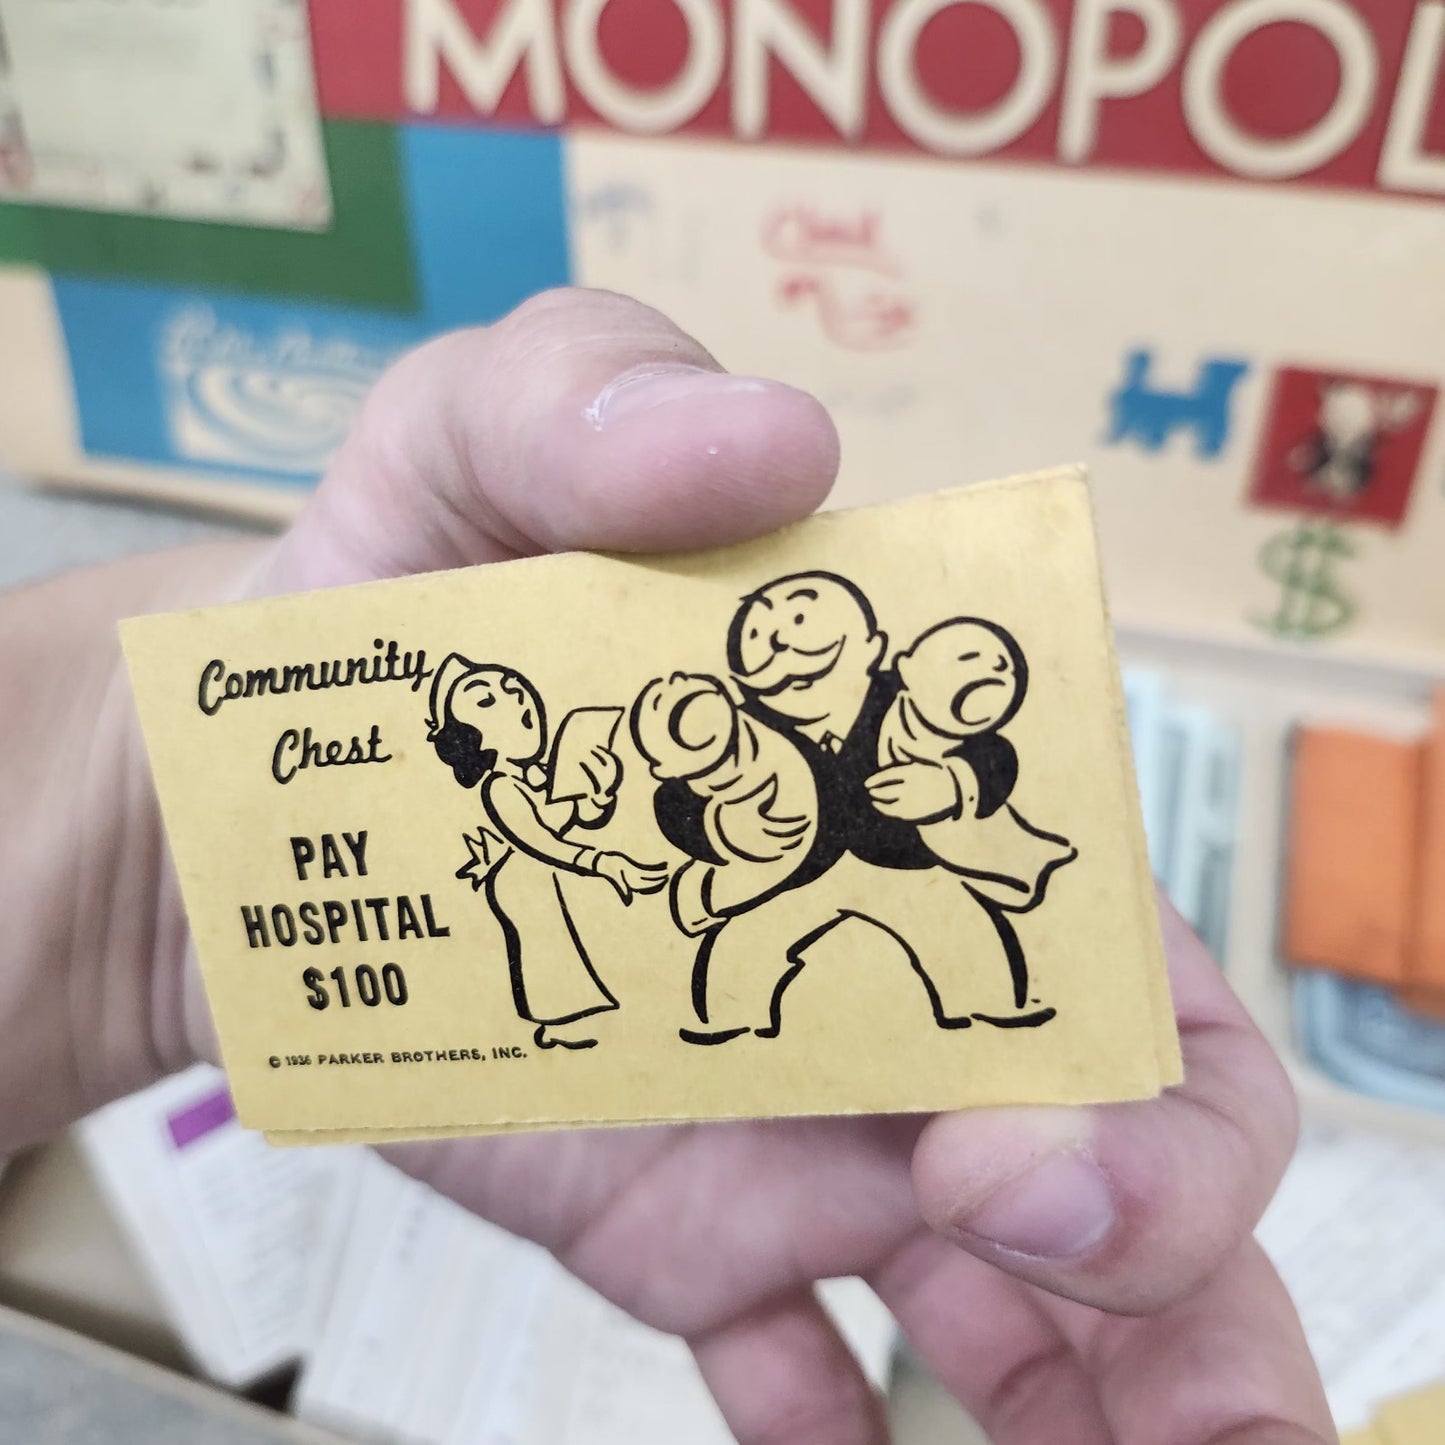 MONOPOL
Community
Chest
PAY
HOSPITAL
$100
© 1936 PARKER BROTHERS, INC.
$